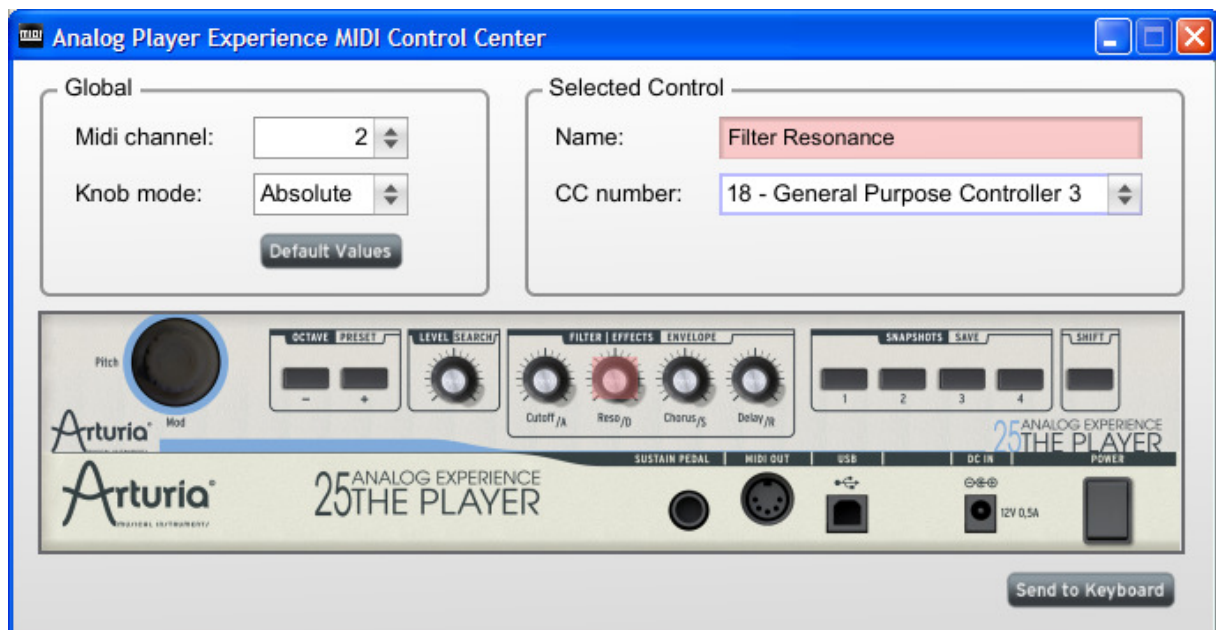 MIDI
Analog Player Experience MIDI Control Center
Global
Midi channel: 2
Knob mode: Absolute
Default Values
Selected Control
Name: Filter Resonance
CC number: 18 - General Purpose Controller 3
Pitch
Mod
Arturia
OCTAVE PRESET
- +
LEVEL SEARCH
FILTER | EFFECTS ENVELOPE
Cutoff/A Reso/D Chorus/S Delay/R
SNAPSHOTS SAVE
1 2 3 4
SHIFT
25 ANALOG EXPERIENCE
THE PLAYER
SUSTAIN PEDAL MIDI OUT USB DC IN POWER
Arturia
MUSICAL INSTRUMENTS
25 ANALOG EXPERIENCE
THE PLAYER
12V 0,5A
Send to Keyboard